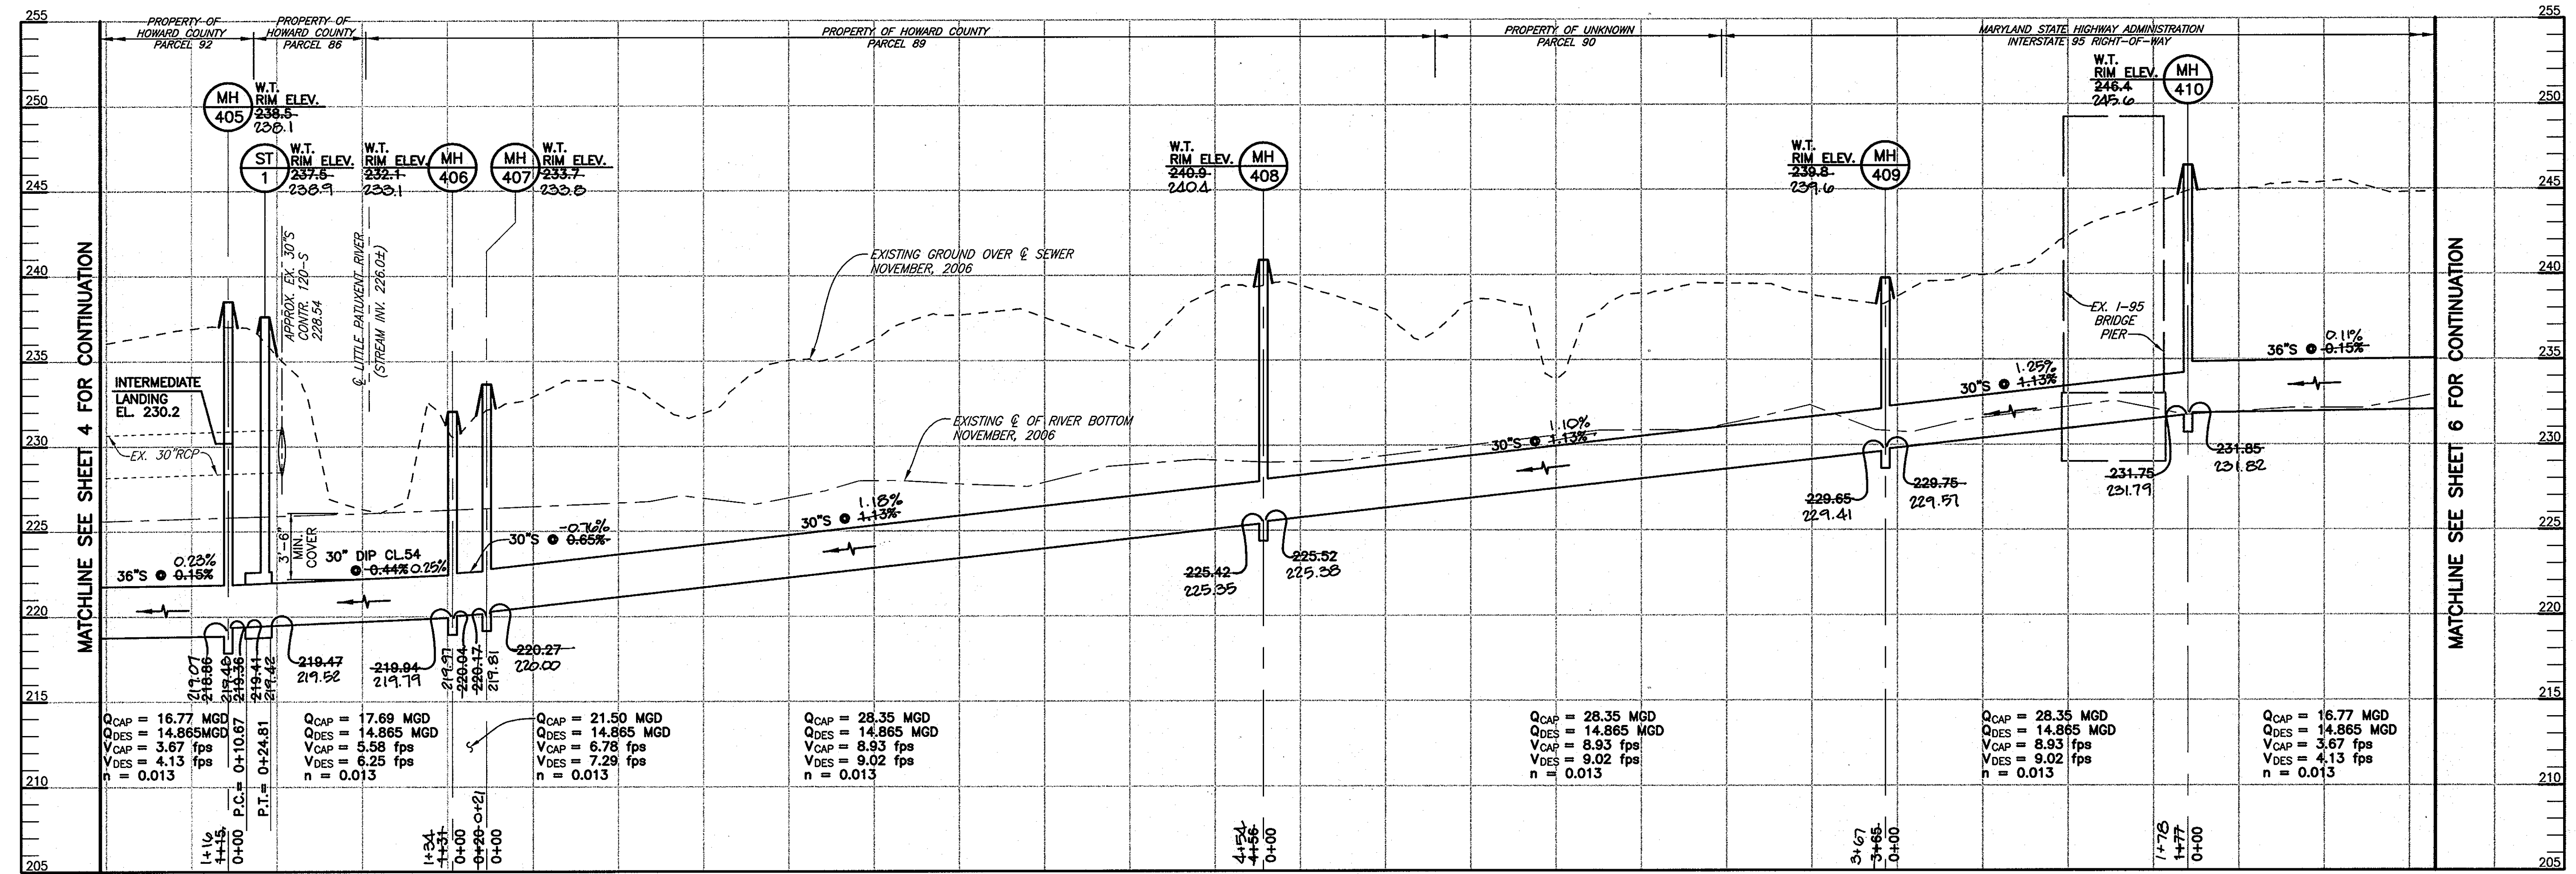 255
255
PROPERTY OF
HOWARD COUNTY
PARCEL 92
PROPERTY OF
HOWARD COUNTY
PARCEL 86
PROPERTY OF HOWARD COUNTY
PARCEL 89
PROPERTY OF UNKNOWN
PARCEL 90
MARYLAND STATE HIGHWAY ADMINISTRATION
INTERSTATE 95 RIGHT-OF-WAY
250
250
MH
405
W.T.
RIM ELEV.
238.5
238.1
ST
1
W.T.
RIM ELEV.
237.5
238.9
W.T.
RIM ELEV.
232.1
233.1
MH
406
MH
407
W.T.
RIM ELEV.
233.7
233.8
W.T.
RIM ELEV.
240.9
240.4
MH
408
W.T.
RIM ELEV.
239.8
239.6
MH
409
W.T.
RIM ELEV.
246.4
245.6
MH
410
245
245
240
240
235
235
230
230
225
225
220
220
215
215
210
210
205
205
MATCHLINE SEE SHEET 4 FOR CONTINUATION
MATCHLINE SEE SHEET 6 FOR CONTINUATION
APPROX. EX. 30"S
CONTR. 120-S
228.54
℄ LITTLE PATUXENT RIVER
(STREAM INV. 226.0±)
EXISTING GROUND OVER ℄ SEWER
NOVEMBER, 2006
EX. I-95
BRIDGE
PIER
INTERMEDIATE
LANDING
EL. 230.2
EX. 30"RCP
EXISTING ℄ OF RIVER BOTTOM
NOVEMBER, 2006
3'-6"
MIN.
COVER
0.23%
36"S @ 0.15%
30" DIP CL.54
@ 0.44% 0.25%
0.76%
30"S @ 0.65%
1.18%
30"S @ 1.13%
1.10%
30"S @ 1.13%
1.25%
30"S @ 1.13%
0.11%
36"S @ 0.15%
219.07
218.86
219.48
219.36
219.41
219.42
219.47
219.52
219.94
219.79
219.97
220.04
220.17
219.81
220.27
220.00
225.42
225.35
225.52
225.38
229.65
229.41
229.75
229.57
231.75
231.79
231.85
231.82
QCAP = 16.77 MGD
QDES = 14.865MGD
VCAP = 3.67 fps
VDES = 4.13 fps
n = 0.013
P.C.= 0+10.67
P.T.= 0+24.81
QCAP = 17.69 MGD
QDES = 14.865 MGD
VCAP = 5.58 fps
VDES = 6.25 fps
n = 0.013
QCAP = 21.50 MGD
QDES = 14.865 MGD
VCAP = 6.78 fps
VDES = 7.29 fps
n = 0.013
QCAP = 28.35 MGD
QDES = 14.865 MGD
VCAP = 8.93 fps
VDES = 9.02 fps
n = 0.013
QCAP = 28.35 MGD
QDES = 14.865 MGD
VCAP = 8.93 fps
VDES = 9.02 fps
n = 0.013
QCAP = 28.35 MGD
QDES = 14.865 MGD
VCAP = 8.93 fps
VDES = 9.02 fps
n = 0.013
QCAP = 16.77 MGD
QDES = 14.865 MGD
VCAP = 3.67 fps
VDES = 4.13 fps
n = 0.013
1+16
1+15
0+00
1+34
1+31
0+00
0+20 0+21
0+00
4+54
4+56
0+00
3+67
3+65
0+00
1+78
1+77
0+00